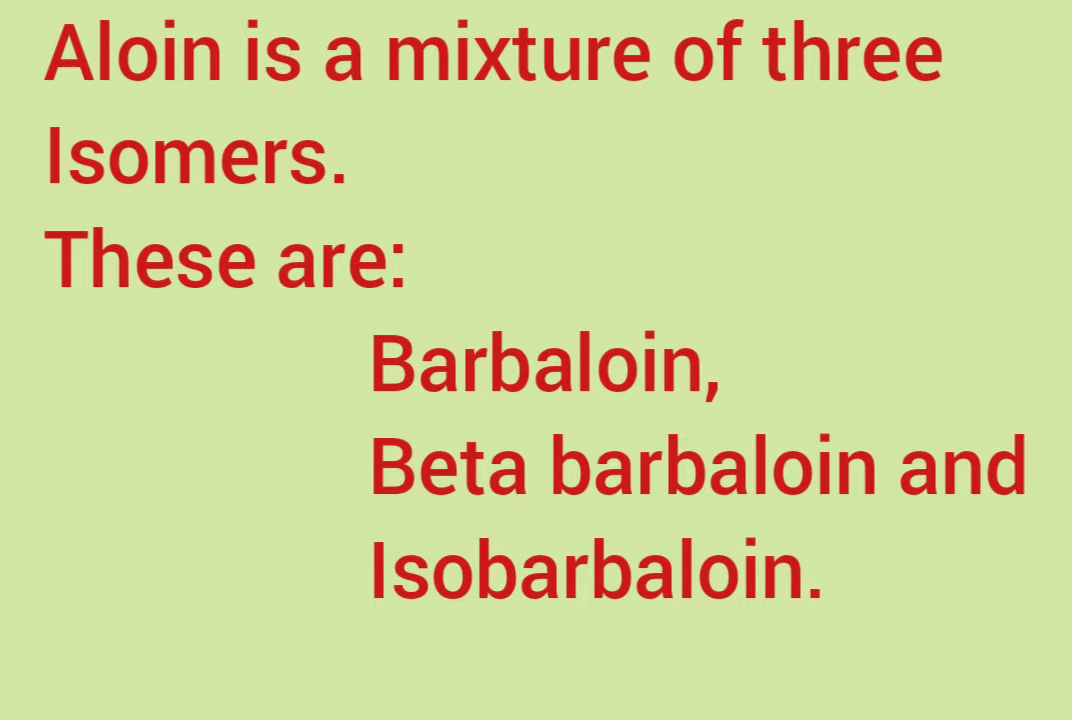 Aloin is a mixture of three
Isomers.
These are:
Barbaloin,
Beta barbaloin and
Isobarbaloin.